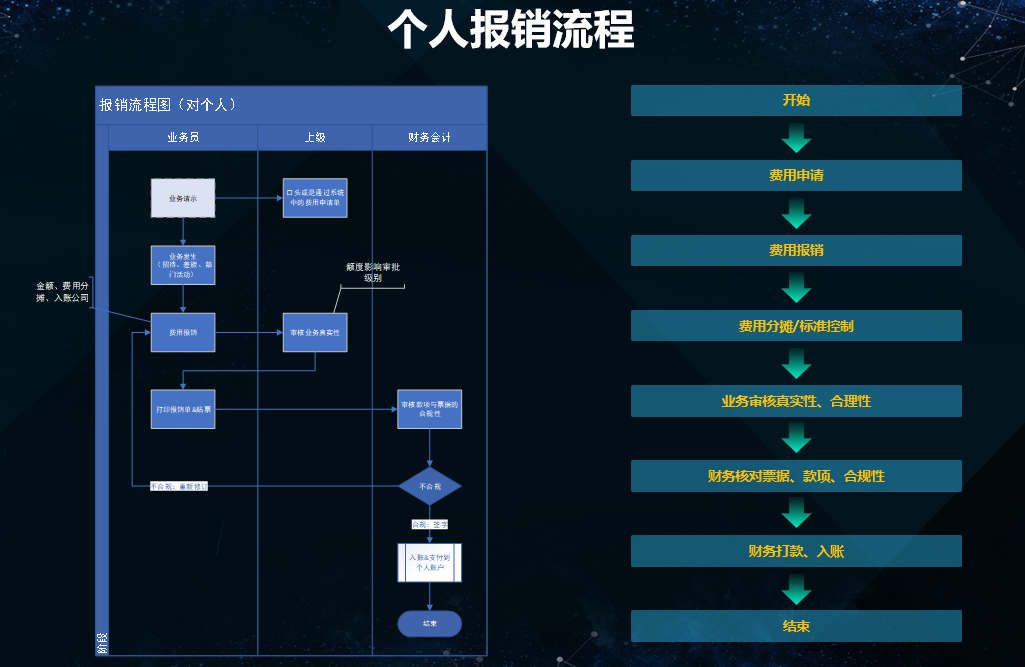 个人报销流程
报销流程图（对个人）
业务员
上级
财务会计
业务请示
口头或是通过系统
中的费用申请单
业务发生
（招待、差旅、部
门活动）
额度影响审批
级别
金额、费用分
摊、入账公司
费用报销
审核业务真实性
打印报销单&贴票
审核款项与票据的
合规性
不合规
不合规：重新修订
合规：签字
入账&支付到
个人账户
结束
阶段
开始
费用申请
费用报销
费用分摊/标准控制
业务审核真实性、合理性
财务核对票据、款项、合规性
财务打款、入账
结束